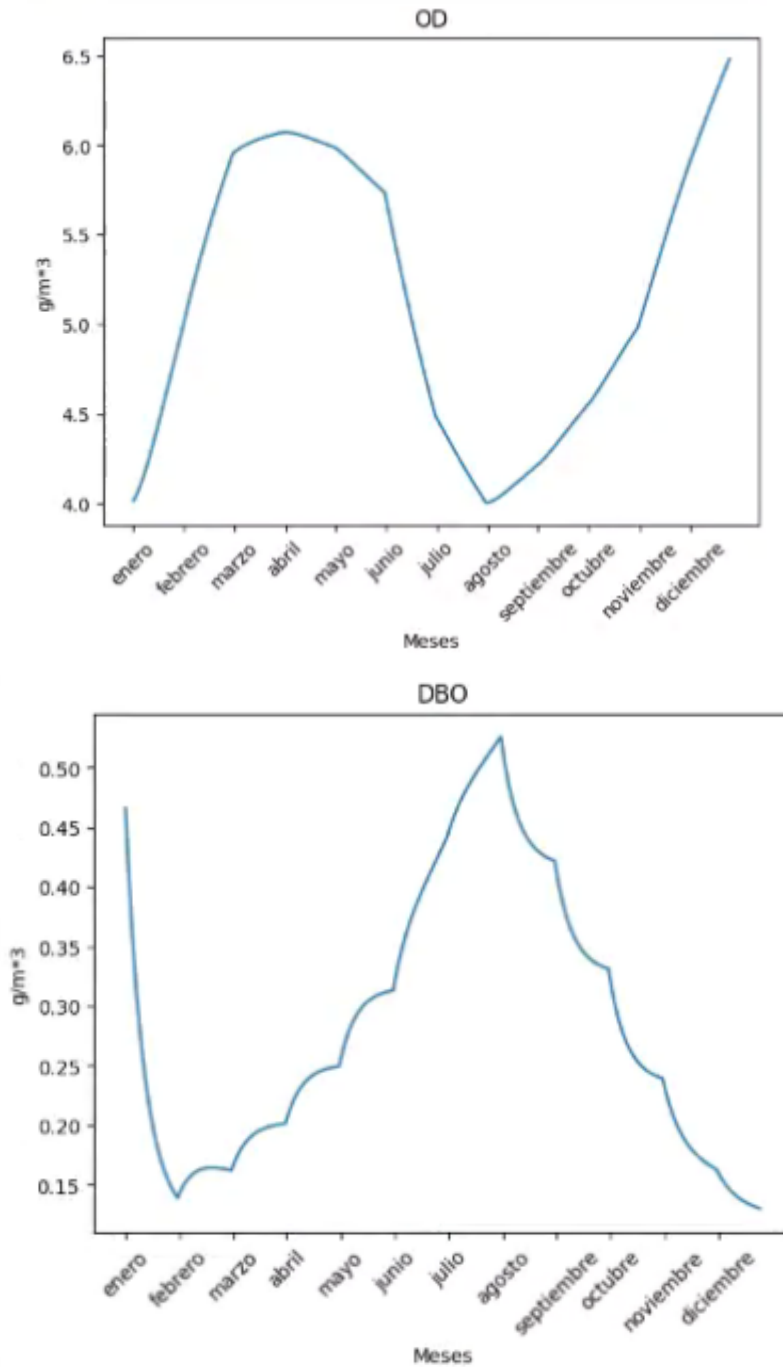 OD
6.5
6.0
5.5
5.0
4.5
4.0
g/m*3
enero
febrero
marzo
abril
mayo
junio
julio
agosto
septiembre
octubre
noviembre
diciembre
Meses
DBO
0.50
0.45
0.40
0.35
0.30
0.25
0.20
0.15
g/m*3
enero
febrero
marzo
abril
mayo
junio
julio
agosto
septiembre
octubre
noviembre
diciembre
Meses